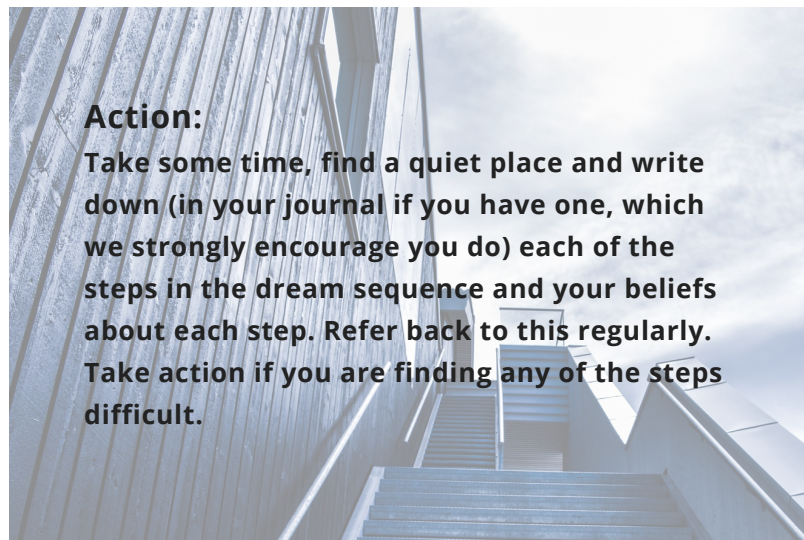 Action:
Take some time, find a quiet place and write
down (in your journal if you have one, which
we strongly encourage you do) each of the
steps in the dream sequence and your beliefs
about each step. Refer back to this regularly.
Take action if you are finding any of the steps
difficult.